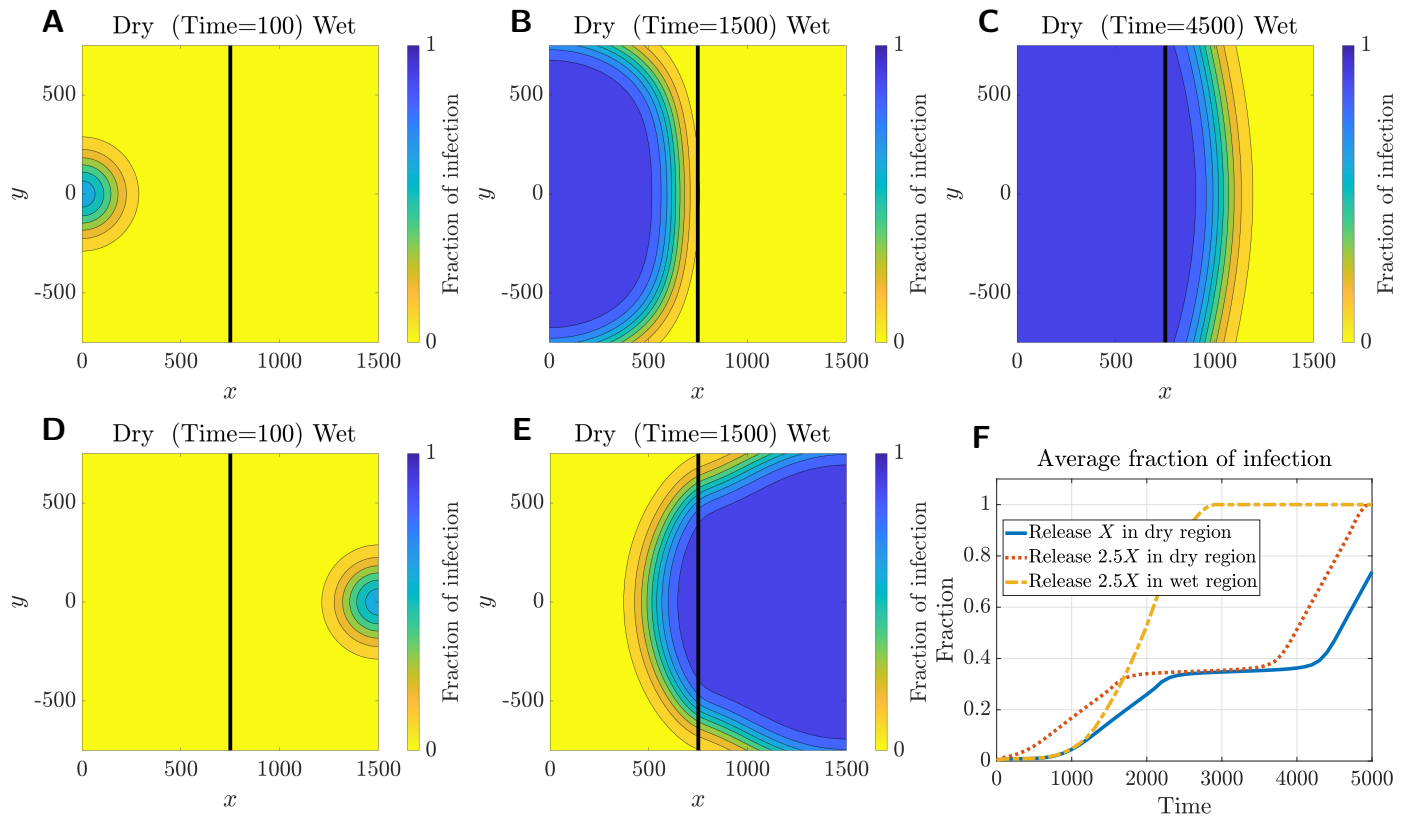 A
Dry (Time=100) Wet
500
0
-500
y
0
500
1000
1500
x
1
0
Fraction of infection
B
Dry (Time=1500) Wet
500
0
-500
y
0
500
1000
1500
x
1
0
Fraction of infection
C
Dry (Time=4500) Wet
500
0
-500
y
0
500
1000
1500
x
1
0
Fraction of infection
D
Dry (Time=100) Wet
500
0
-500
y
0
500
1000
1500
x
1
0
Fraction of infection
E
Dry (Time=1500) Wet
500
0
-500
y
0
500
1000
1500
x
1
0
Fraction of infection
F
Average fraction of infection
1
0.8
0.6
0.4
0.2
0
Fraction
Release X in dry region
Release 2.5X in dry region
Release 2.5X in wet region
0
1000
2000
3000
4000
5000
Time